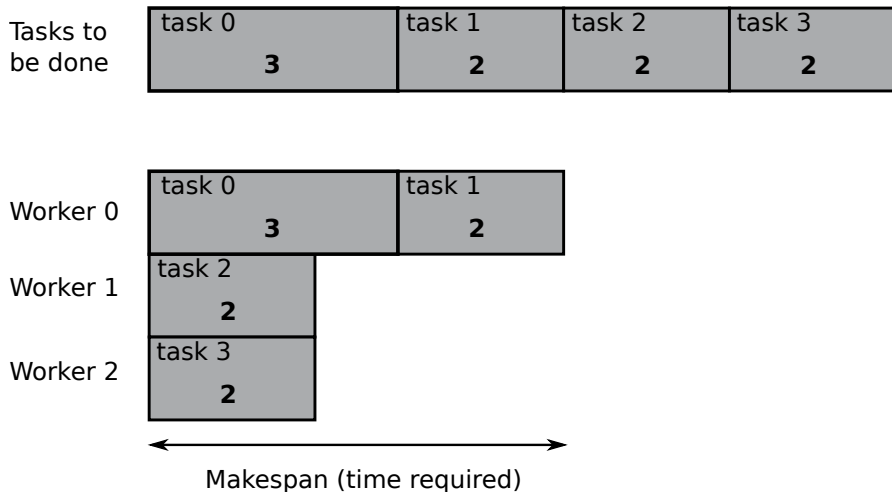 Tasks to
be done
task 0
3
task 1
2
task 2
2
task 3
2
Worker 0
task 0
3
task 1
2
Worker 1
task 2
2
Worker 2
task 3
2
Makespan (time required)